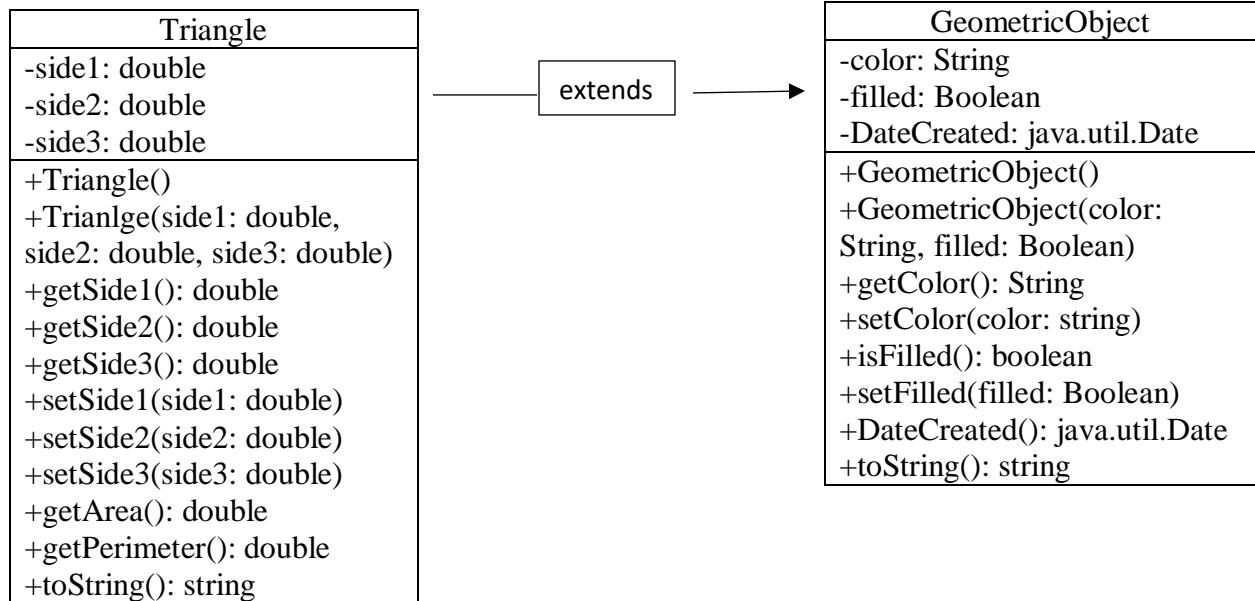 Triangle
-side1: double
-side2: double
-side3: double
+Triangle()
+Trianlge(side1: double,
side2: double, side3: double)
+getSide1(): double
+getSide2(): double
+getSide3(): double
+setSide1(side1: double)
+setSide2(side2: double)
+setSide3(side3: double)
+getArea(): double
+getPerimeter(): double
+toString(): string
extends
GeometricObject
-color: String
-filled: Boolean
-DateCreated: java.util.Date
+GeometricObject()
+GeometricObject(color:
String, filled: Boolean)
+getColor(): String
+setColor(color: string)
+isFilled(): boolean
+setFilled(filled: Boolean)
+DateCreated(): java.util.Date
+toString(): string